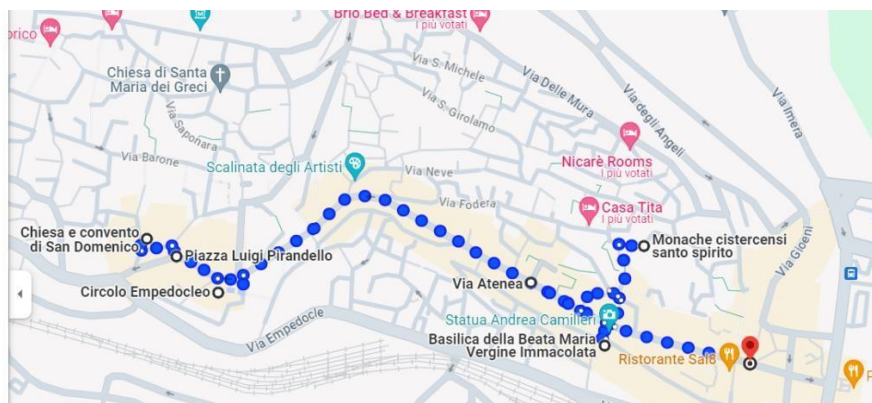 Brio Bed & Breakfast
I più votati
orico
Chiesa di Santa
Maria dei Greci
Via S. Michele
Via Delle Mura
Via degli Angeli
Via Imera
Via S. Girolamo
Via Saponara
Via Barone
Scalinata degli Artisti
Via Neve
Nicarè Rooms
I più votati
Via Foderà
Casa Tita
I più votati
Chiesa e convento
di San Domenico
Piazza Luigi Pirandello
Monache cistercensi
santo spirito
Via Gioeni
Circolo Empedocleo
Via Atenea
Via Empedocle
Statua Andrea Camilleri
Basilica della Beata Maria
Vergine Immacolata
Ristorante Sal8